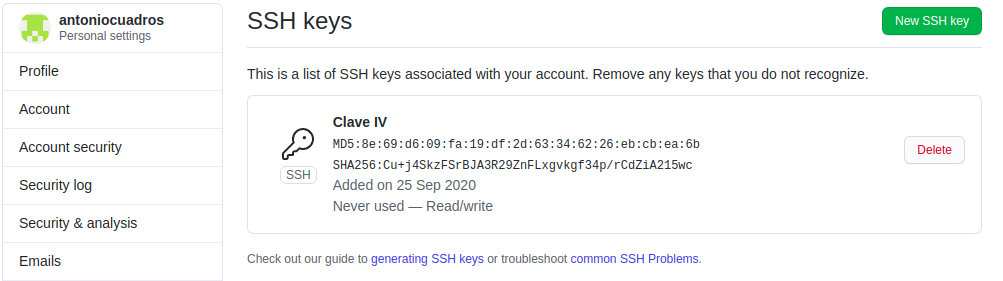 antoniocuadros
Personal settings
Profile
Account
Account security
Security log
Security & analysis
Emails
SSH keys
New SSH key
This is a list of SSH keys associated with your account. Remove any keys that you do not recognize.
SSH
Clave IV
MD5:8e:69:d6:09:fa:19:df:2d:63:34:62:26:eb:cb:ea:6b
SHA256:Cu+j4SkzFSrBJA3R29ZnFLxgvkgf34p/rCdZiA215wc
Added on 25 Sep 2020
Never used — Read/write
Delete
Check out our guide to generating SSH keys or troubleshoot common SSH Problems.